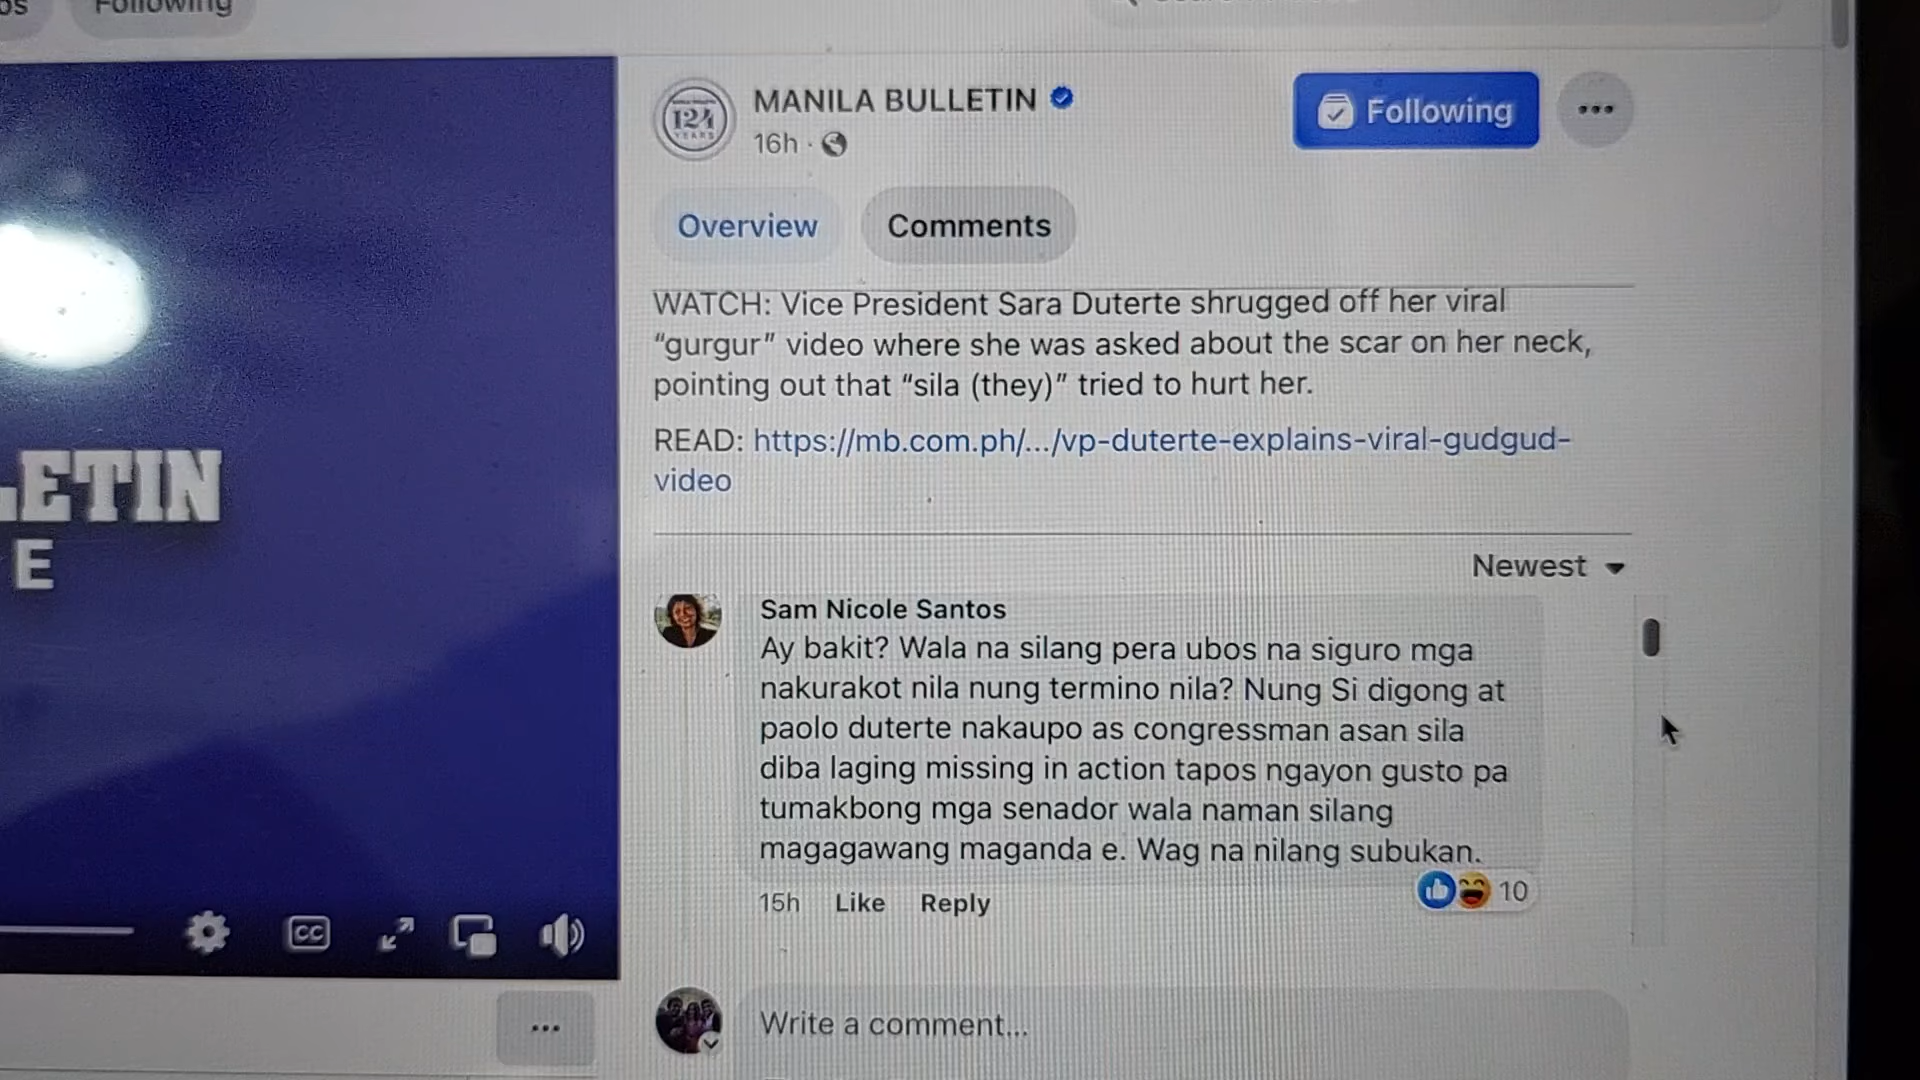 Following
MANILA BULLETIN
16h
124
YEARS
Following
Overview
Comments
WATCH: Vice President Sara Duterte shrugged off her viral
“gurgur” video where she was asked about the scar on her neck,
pointing out that “sila (they)” tried to hurt her.
READ: https://mb.com.ph/.../vp-duterte-explains-viral-gudgud-
video
LETIN
E
Newest
Sam Nicole Santos
Ay bakit? Wala na silang pera ubos na siguro mga
nakurakot nila nung termino nila? Nung Si digong at
paolo duterte nakaupo as congressman asan sila
diba laging missing in action tapos ngayon gusto pa
tumakbong mga senador wala naman silang
magagawang maganda e. Wag na nilang subukan.
15h Like Reply
10
CC
Write a comment...